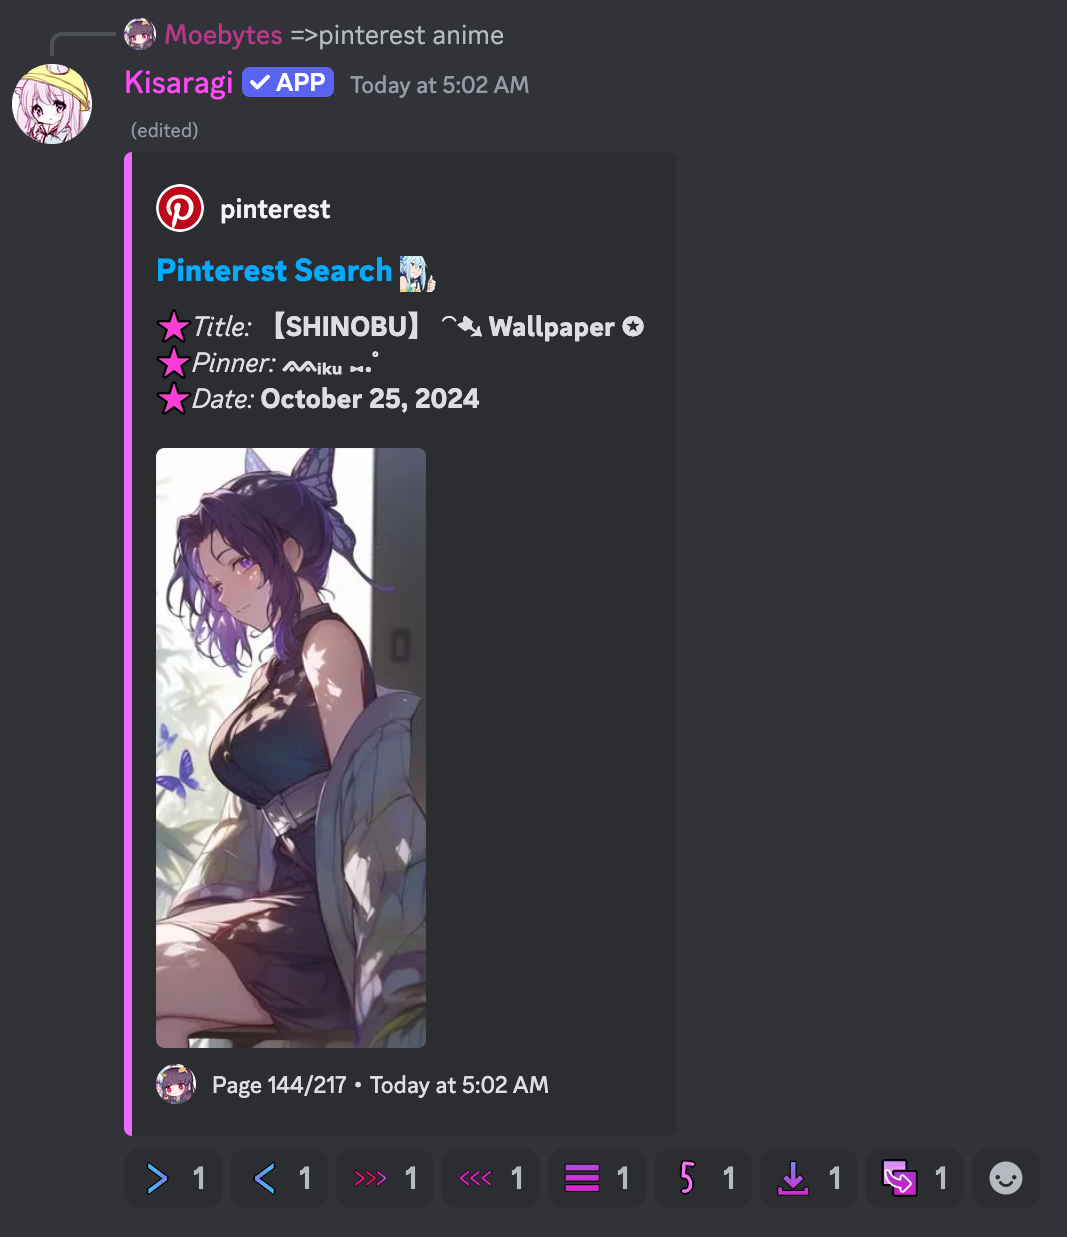 Moebytes =>pinterest anime
Kisaragi ✓ APP Today at 5:02 AM
(edited)
pinterest
Pinterest Search
Title: 【SHINOBU】 Wallpaper ✪
Pinner: ᨒᨒiku ⑅.˚
Date: October 25, 2024
Page 144/217 • Today at 5:02 AM
1 1 1 1 1 5 1 1 1